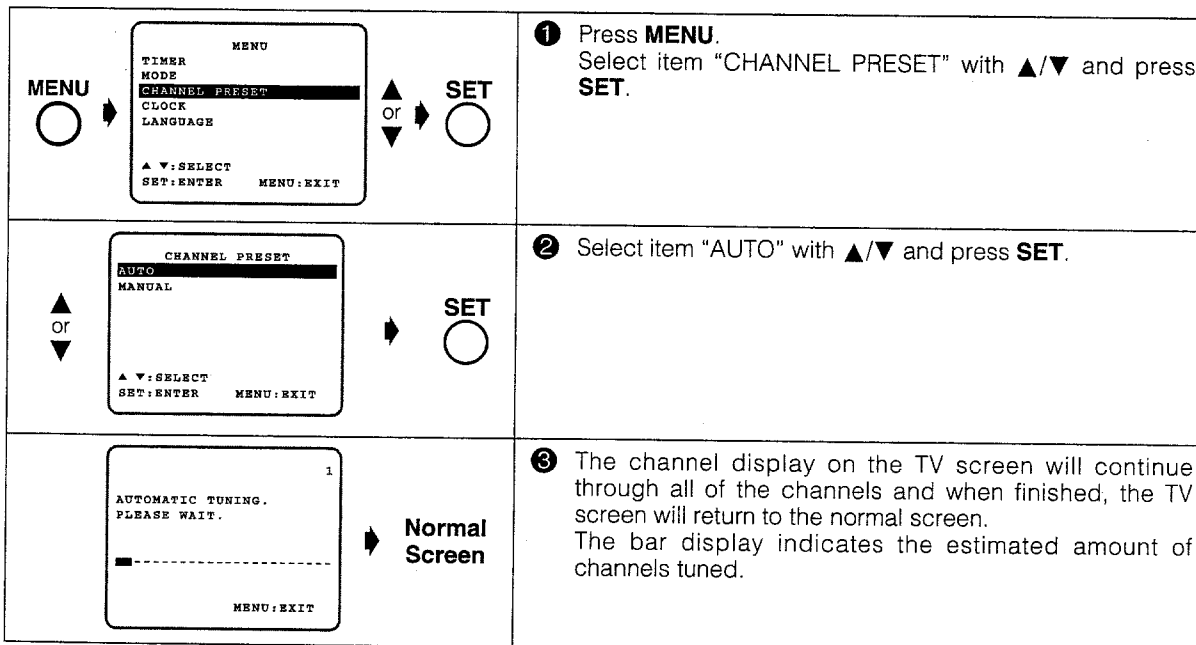 MENU
MENU
TIMER
MODE
CHANNEL PRESET
CLOCK
LANGUAGE
▲ ▼:SELECT
SET:ENTER MENU:EXIT
▲
or
▼
SET
❶ Press MENU.
Select item “CHANNEL PRESET” with ▲/▼ and press
SET.
▲
or
▼
CHANNEL PRESET
AUTO
MANUAL
▲ ▼:SELECT
SET:ENTER MENU:EXIT
SET
❷ Select item “AUTO” with ▲/▼ and press SET.
1
AUTOMATIC TUNING.
PLEASE WAIT.
MENU:EXIT
Normal
Screen
❸ The channel display on the TV screen will continue
through all of the channels and when finished, the TV
screen will return to the normal screen.
The bar display indicates the estimated amount of
channels tuned.